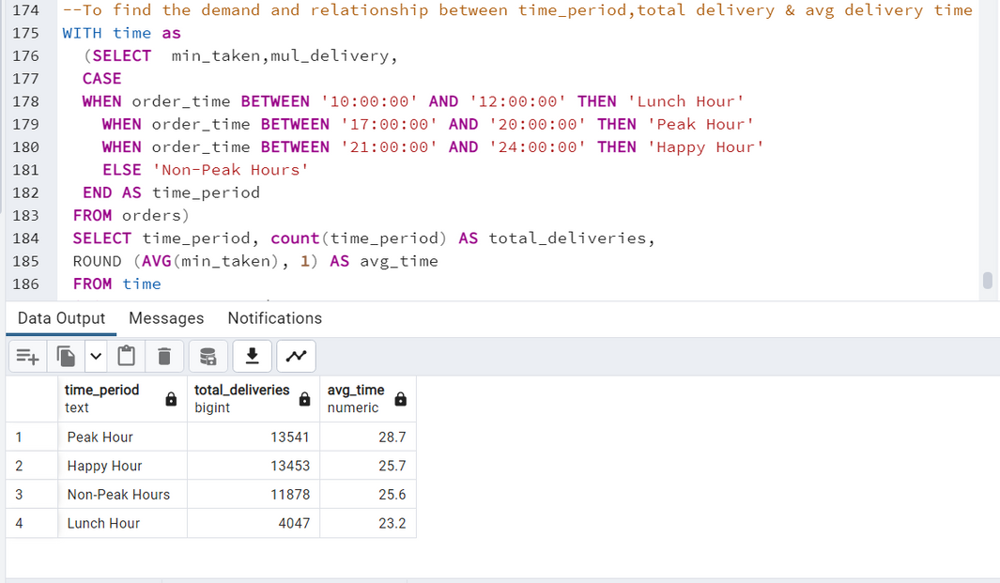 174 --To find the demand and relationship between time_period,total delivery & avg delivery time
175 WITH time as
176 (SELECT min_taken,mul_delivery,
177 CASE
178 WHEN order_time BETWEEN '10:00:00' AND '12:00:00' THEN 'Lunch Hour'
179 WHEN order_time BETWEEN '17:00:00' AND '20:00:00' THEN 'Peak Hour'
180 WHEN order_time BETWEEN '21:00:00' AND '24:00:00' THEN 'Happy Hour'
181 ELSE 'Non-Peak Hours'
182 END AS time_period
183 FROM orders)
184 SELECT time_period, count(time_period) AS total_deliveries,
185 ROUND (AVG(min_taken), 1) AS avg_time
186 FROM time
Data Output Messages Notifications
time_period total_deliveries avg_time
text bigint numeric
1 Peak Hour 13541 28.7
2 Happy Hour 13453 25.7
3 Non-Peak Hours 11878 25.6
4 Lunch Hour 4047 23.2